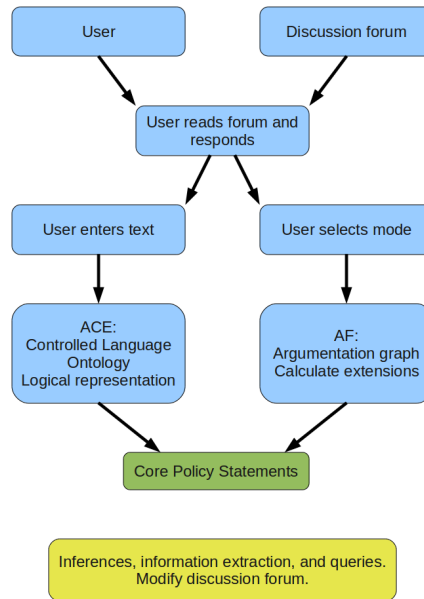 User
Discussion forum
User reads forum and
responds
User enters text
User selects mode
ACE:
Controlled Language
Ontology
Logical representation
AF:
Argumentation graph
Calculate extensions
Core Policy Statements
Inferences, information extraction, and queries.
Modify discussion forum.